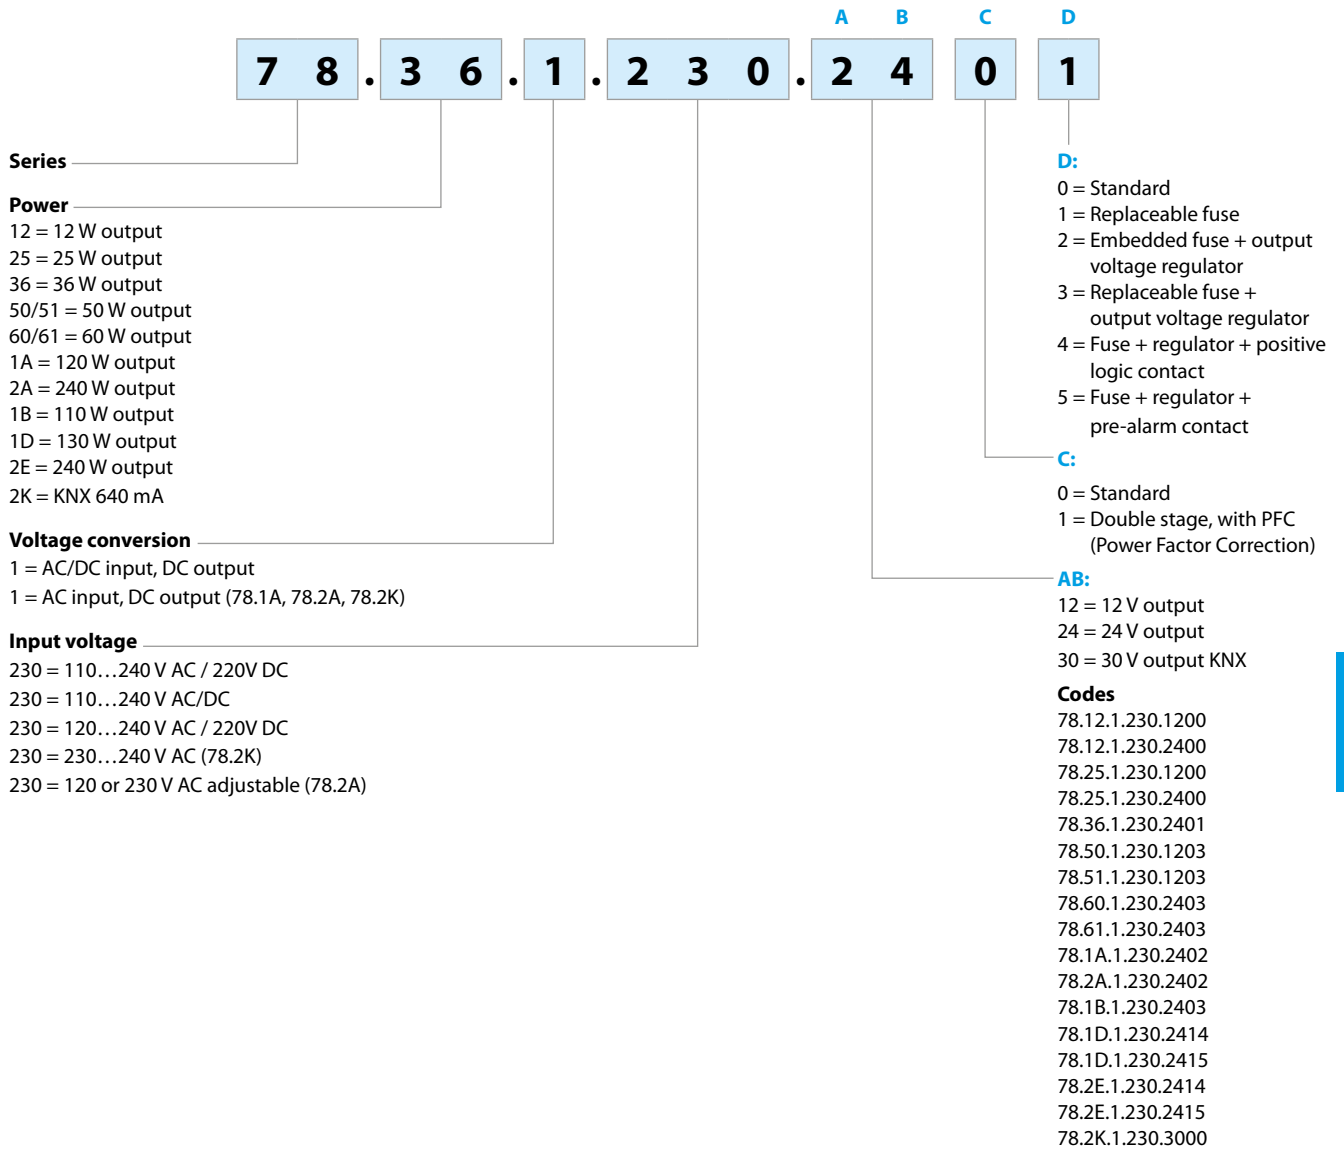 A B C D
7 8 . 3 6 . 1 . 2 3 0 . 2 4 0 1
Series
Power
12 = 12 W output
25 = 25 W output
36 = 36 W output
50/51 = 50 W output
60/61 = 60 W output
1A = 120 W output
2A = 240 W output
1B = 110 W output
1D = 130 W output
2E = 240 W output
2K = KNX 640 mA
Voltage conversion
1 = AC/DC input, DC output
1 = AC input, DC output (78.1A, 78.2A, 78.2K)
Input voltage
230 = 110…240 V AC / 220V DC
230 = 110…240 V AC/DC
230 = 120…240 V AC / 220V DC
230 = 230…240 V AC (78.2K)
230 = 120 or 230 V AC adjustable (78.2A)
D:
0 = Standard
1 = Replaceable fuse
2 = Embedded fuse + output
voltage regulator
3 = Replaceable fuse +
output voltage regulator
4 = Fuse + regulator + positive
logic contact
5 = Fuse + regulator +
pre-alarm contact
C:
0 = Standard
1 = Double stage, with PFC
(Power Factor Correction)
AB:
12 = 12 V output
24 = 24 V output
30 = 30 V output KNX
Codes
78.12.1.230.1200
78.12.1.230.2400
78.25.1.230.1200
78.25.1.230.2400
78.36.1.230.2401
78.50.1.230.1203
78.51.1.230.1203
78.60.1.230.2403
78.61.1.230.2403
78.1A.1.230.2402
78.2A.1.230.2402
78.1B.1.230.2403
78.1D.1.230.2414
78.1D.1.230.2415
78.2E.1.230.2414
78.2E.1.230.2415
78.2K.1.230.3000